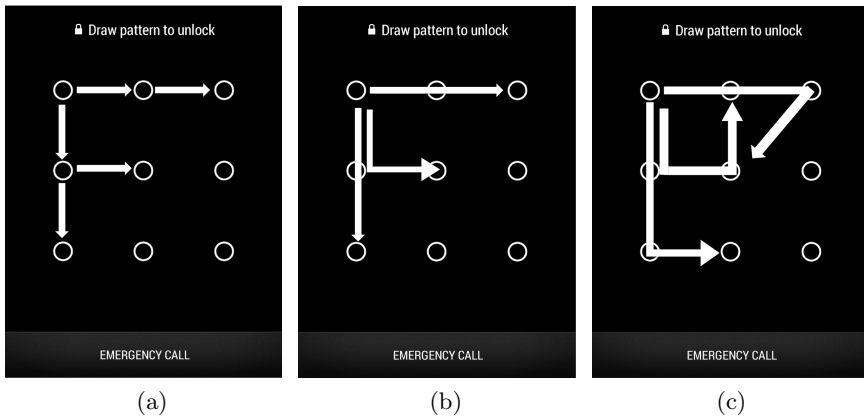 Draw pattern to unlock
Draw pattern to unlock
Draw pattern to unlock
EMERGENCY CALL
EMERGENCY CALL
EMERGENCY CALL
(a)
(b)
(c)